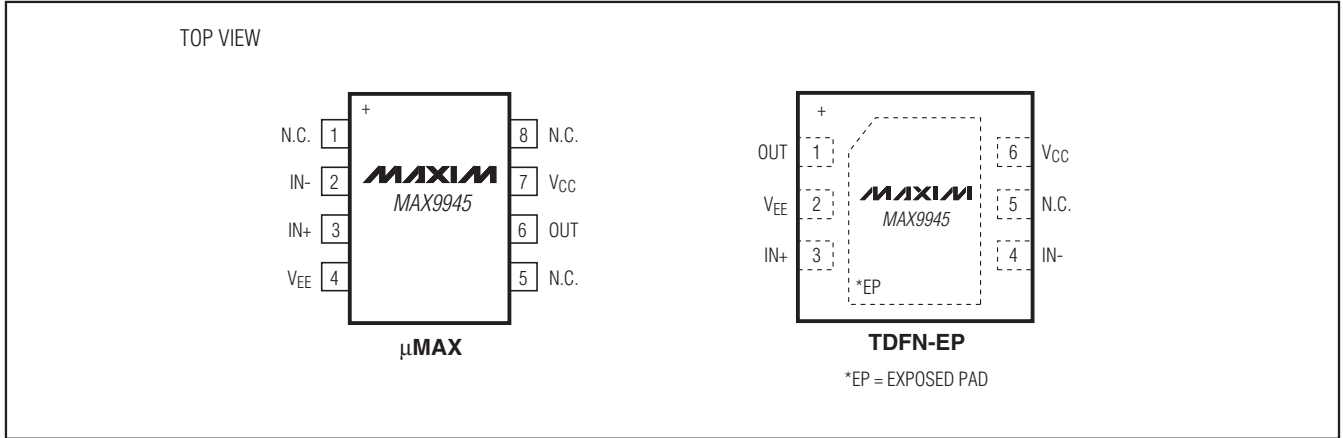 TOP VIEW
+
N.C. 1
IN- 2
IN+ 3
VEE 4
8 N.C.
7 VCC
6 OUT
5 N.C.
MAXIM
MAX9945
µMAX
+
OUT 1
VEE 2
IN+ 3
6 VCC
5 N.C.
4 IN-
MAXIM
MAX9945
*EP
TDFN-EP
*EP = EXPOSED PAD